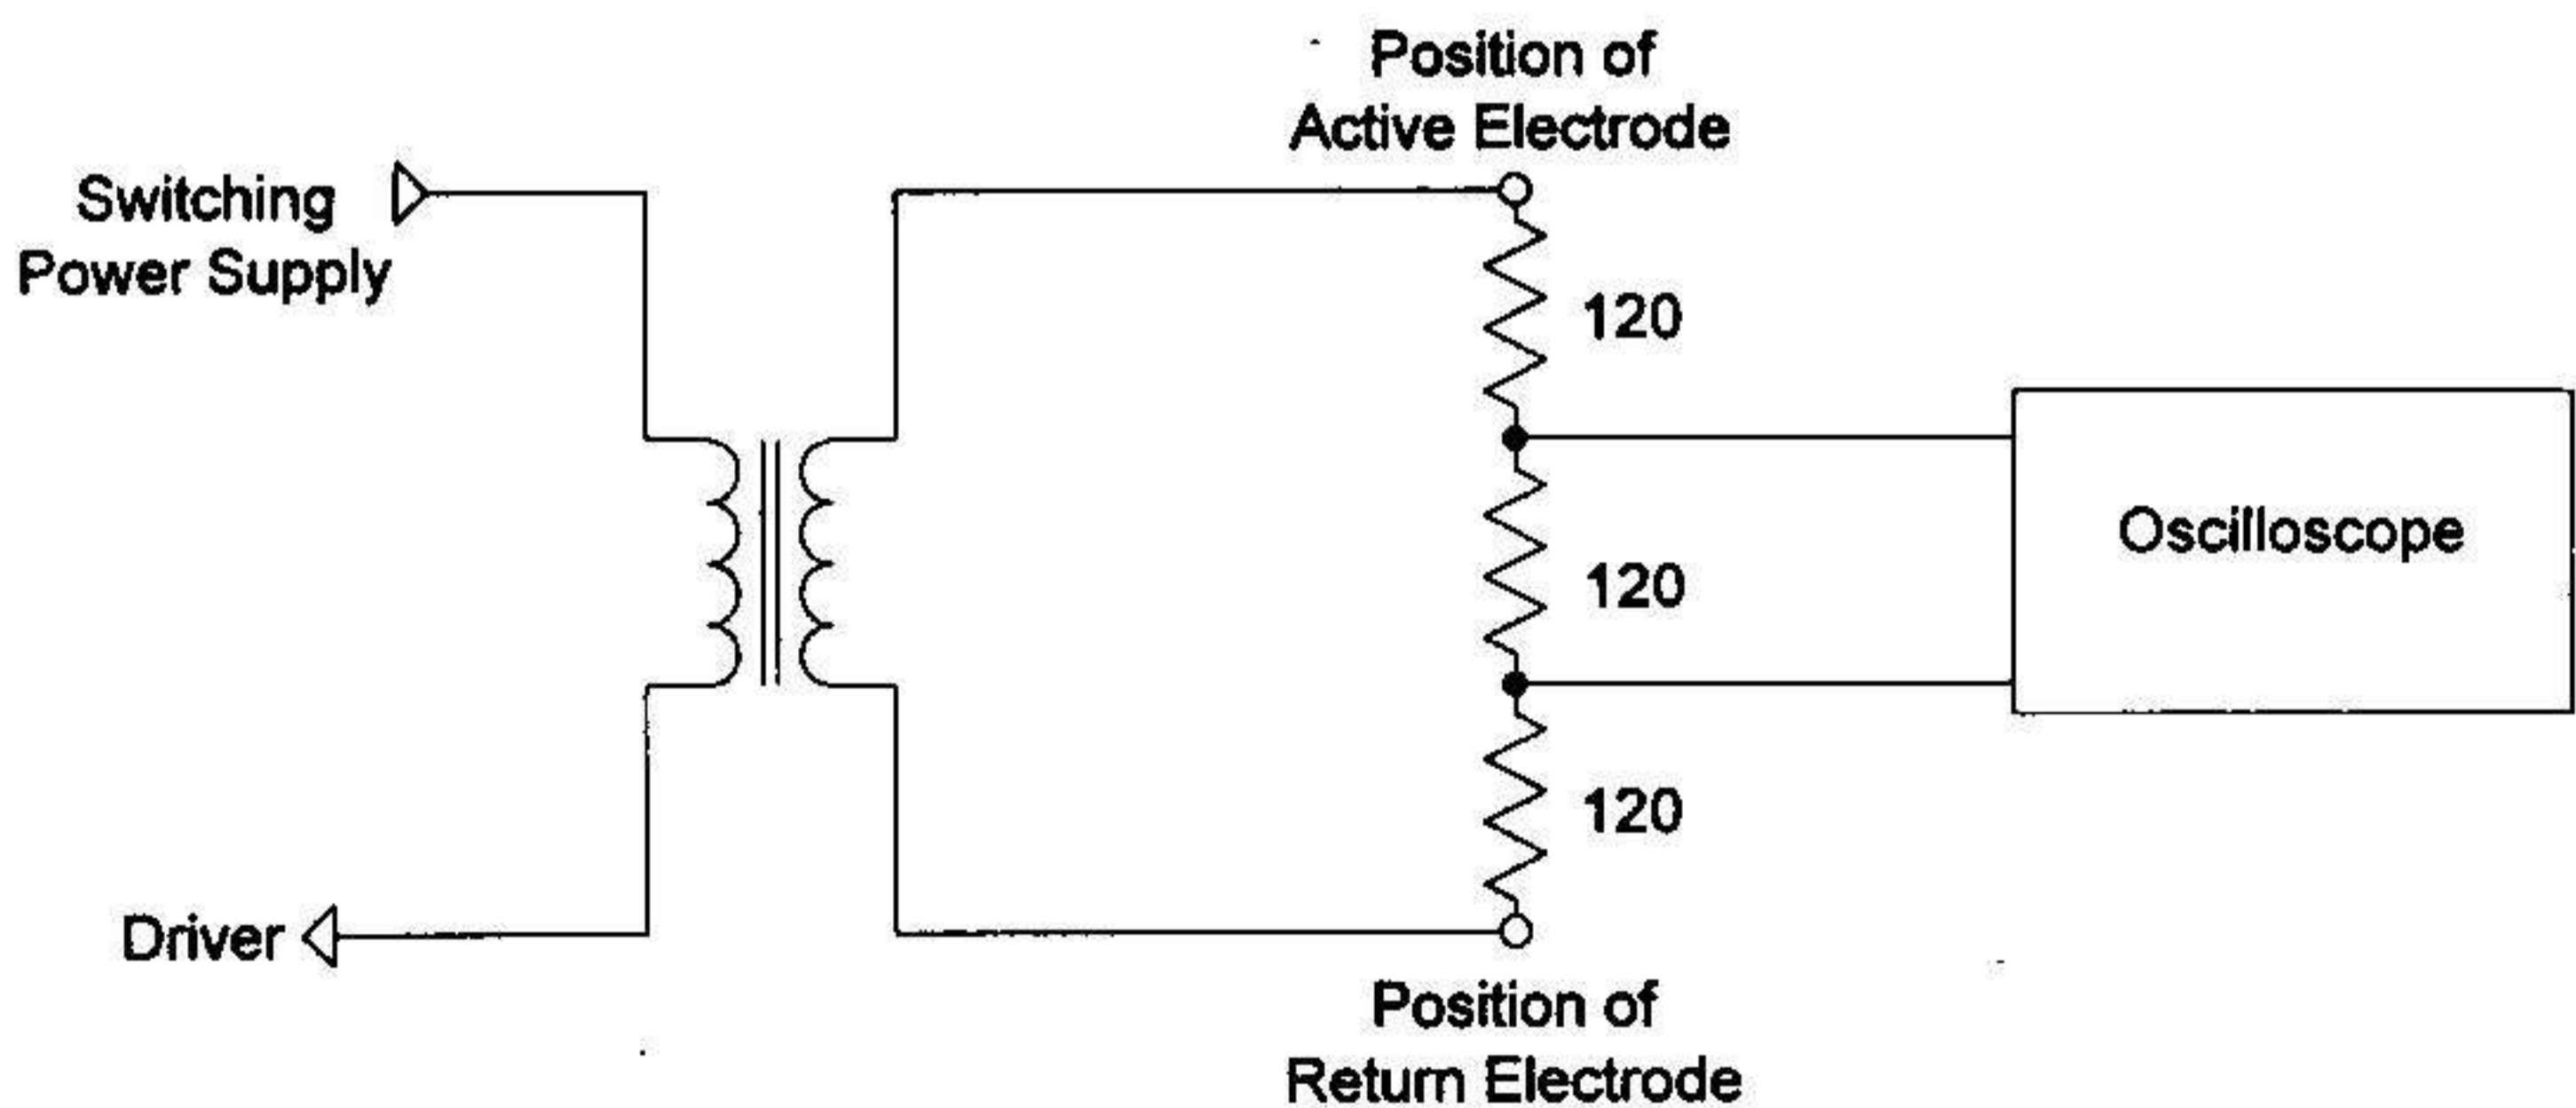 Position of
Active Electrode
Switching
Power Supply
120
120
Oscilloscope
120
Driver
Position of
Return Electrode